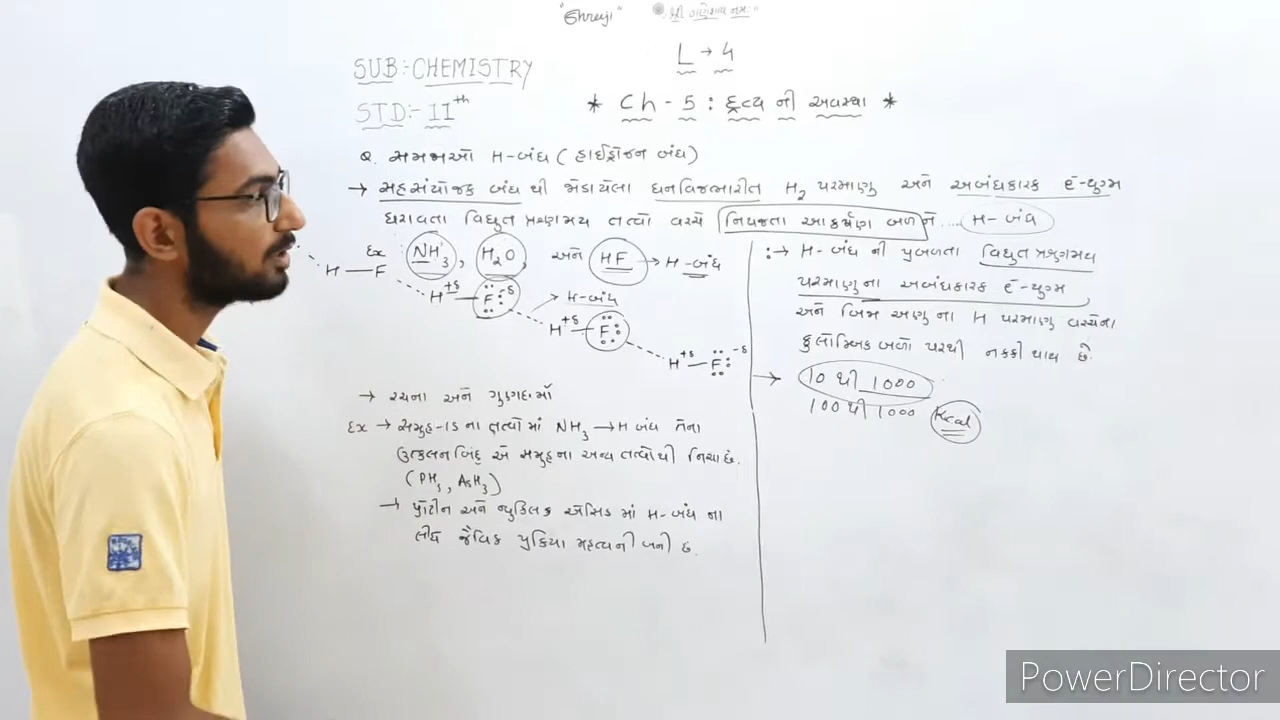 "Shreeji" શ્રી ગણેશાય નમઃ
L → 4
SUB:- CHEMISTRY
STD:- 11th
* Ch - 5 : દ્રવ્ય ની અવસ્થા *
Q. સમજાઓ H-બંધ ( હાઈડ્રોજન બંધ)
→ સહસંયોજક બંધ થી જોડાયેલા ધનવિજભારીત H2 પરમાણુ અને અબંધકારક e-યુગ્મ
ધરાવતા વિદ્યુત ઋણમય તત્વો વચ્ચે નિપજતા આકર્ષણ બળને.... H-બંધ
Ex NH3, H2O, અને HF → H-બંધ
H — F
H+δ — F-δ
→ H-બંધ
H+δ — F
H+δ — F-δ
→ રચના અને ગુણધર્મો
Ex → સમુહ-15 ના તત્વો માં NH3 → H બંધ તેના
ઉત્કલન બિંદુ એ સમુહના અન્ય તત્વોથી નિચા છે.
(PH3, AsH3)
→ પ્રોટીન અને ન્યુક્લિક એસિડ માં H-બંધ ના
લીધે જૈવિક પ્રક્રિયા મહત્વની બની છે.
:→ H-બંધ ની પ્રબળતા વિદ્યુત ઋણમય
પરમાણુના અબંધકારક e-યુગ્મ
અને બિજા અણુ ના H પરમાણુ વચ્ચેના
કુલોમ્બિક બળો પરથી નક્કી થાય છે.
→ 10 થી 1000
100 થી 1000 Kcal
PowerDirector